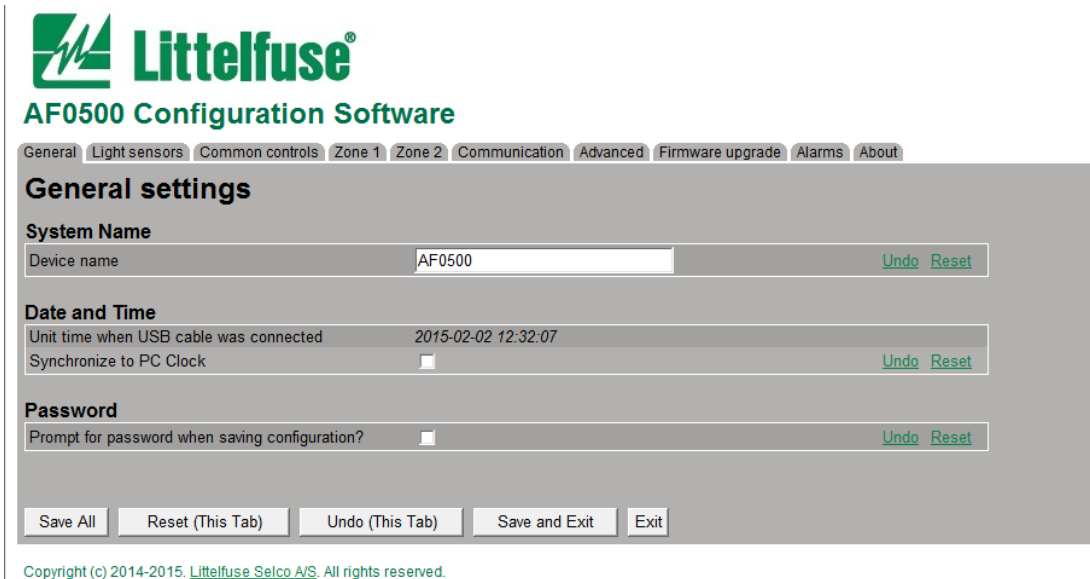 Littelfuse®
AF0500 Configuration Software
General Light sensors Common controls Zone 1 Zone 2 Communication Advanced Firmware upgrade Alarms About
General settings
System Name
Device name AF0500 Undo Reset
Date and Time
Unit time when USB cable was connected 2015-02-02 12:32:07
Synchronize to PC Clock Undo Reset
Password
Prompt for password when saving configuration? Undo Reset
Save All Reset (This Tab) Undo (This Tab) Save and Exit Exit
Copyright (c) 2014-2015. Littelfuse Selco A/S. All rights reserved.